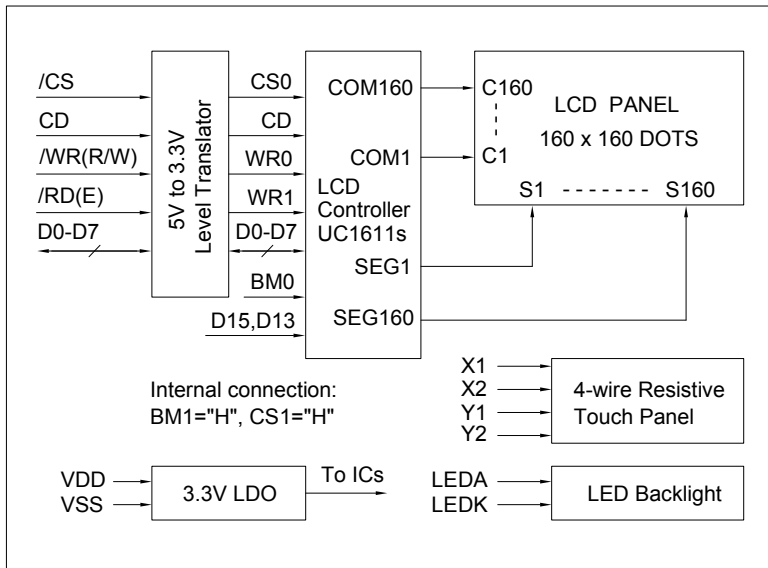 /CS
CD
/WR(R/W)
/RD(E)
D0-D7
5V to 3.3V
Level Translator
CS0
CD
WR0
WR1
D0-D7
BM0
D15,D13
COM160
COM1
LCD
Controller
UC1611s
SEG1
SEG160
C160
C1
LCD PANEL
160 x 160 DOTS
S1
S160
Internal connection:
BM1="H", CS1="H"
X1
X2
Y1
Y2
4-wire Resistive
Touch Panel
VDD
VSS
3.3V LDO
To ICs
LEDA
LEDK
LED Backlight